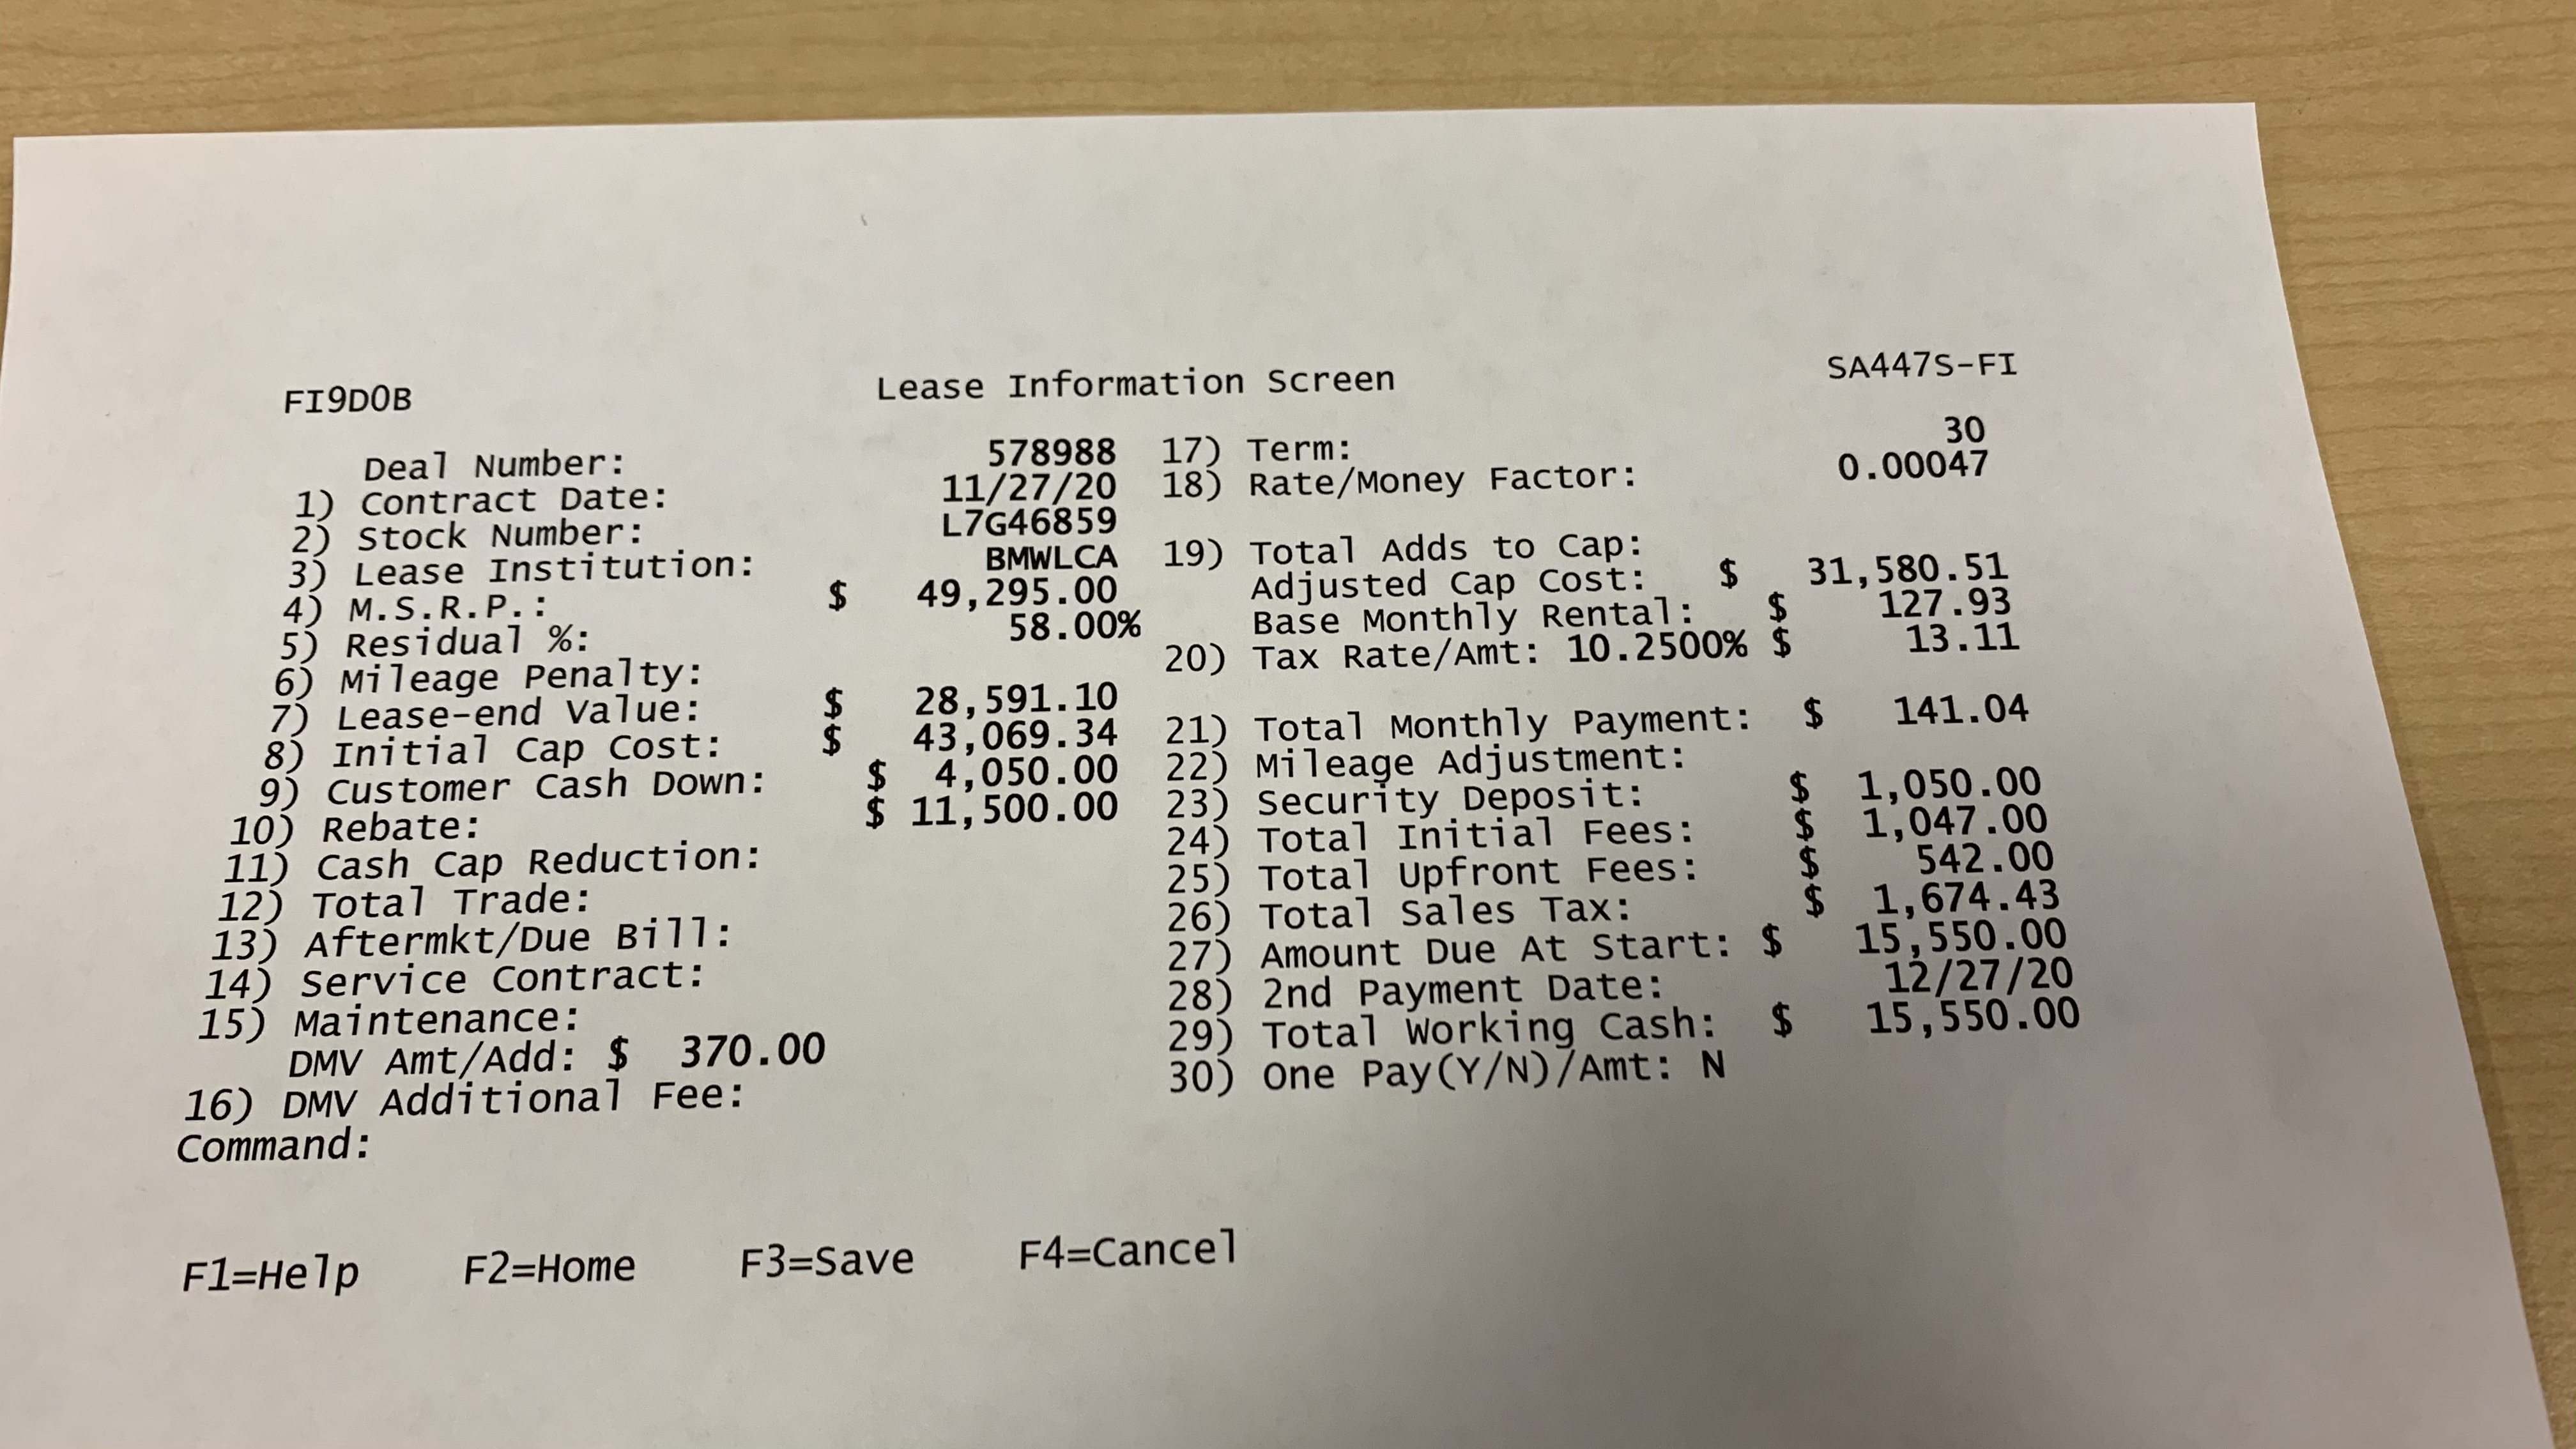 FI9D0B Lease Information Screen SA447S-FI
Deal Number: 578988 17) Term: 30
1) Contract Date: 11/27/20 18) Rate/Money Factor: 0.00047
2) Stock Number: L7G46859
3) Lease Institution: BMWLCA 19) Total Adds to Cap:
4) M.S.R.P.: $ 49,295.00 Adjusted Cap Cost: $ 31,580.51
5) Residual %: 58.00% Base Monthly Rental: $ 127.93
6) Mileage Penalty: 20) Tax Rate/Amt: 10.2500% $ 13.11
7) Lease-end Value: $ 28,591.10
8) Initial Cap Cost: $ 43,069.34 21) Total Monthly Payment: $ 141.04
9) Customer Cash Down: $ 4,050.00 22) Mileage Adjustment:
10) Rebate: $ 11,500.00 23) Security Deposit: $ 1,050.00
11) Cash Cap Reduction: 24) Total Initial Fees: $ 1,047.00
12) Total Trade: 25) Total Upfront Fees: $ 542.00
13) Aftermkt/Due Bill: 26) Total Sales Tax: $ 1,674.43
14) Service Contract: 27) Amount Due At Start: $ 15,550.00
15) Maintenance: 28) 2nd Payment Date: 12/27/20
DMV Amt/Add: $ 370.00 29) Total Working Cash: $ 15,550.00
16) DMV Additional Fee: 30) One Pay(Y/N)/Amt: N
Command:
F1=Help F2=Home F3=Save F4=Cancel